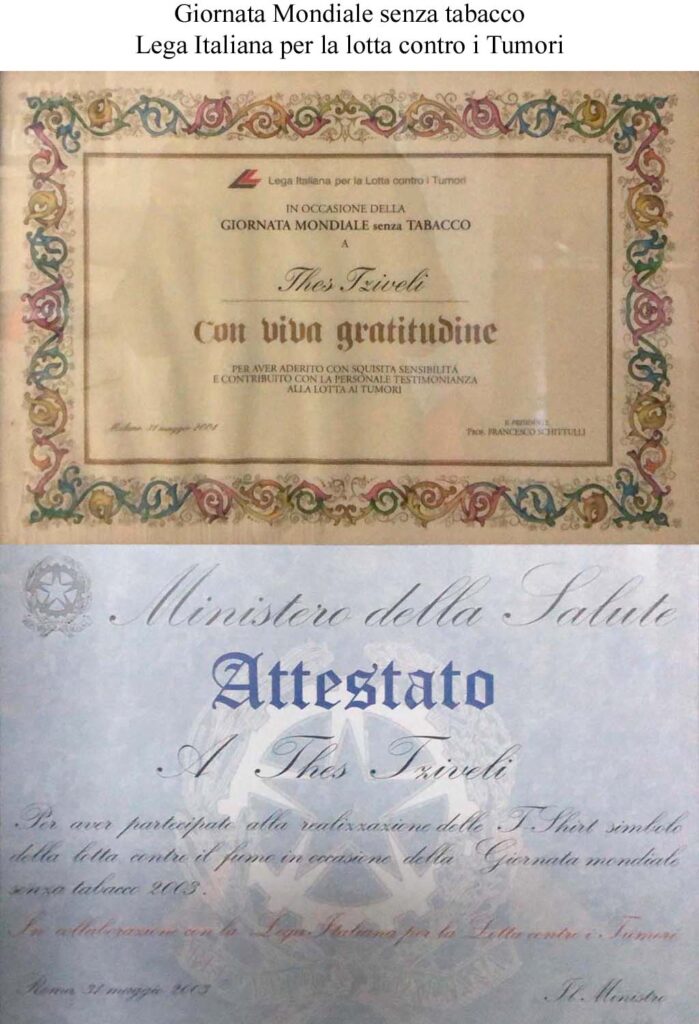 Giornata Mondiale senza tabacco
Lega Italiana per la lotta contro i Tumori
Lega Italiana per la Lotta contro i Tumori
IN OCCASIONE DELLA
GIORNATA MONDIALE senza TABACCO
A
Thes Tziveli
Con viva gratitudine
PER AVER ADERITO CON SQUISITA SENSIBILITÀ
E CONTRIBUITO CON LA PERSONALE TESTIMONIANZA
ALLA LOTTA AI TUMORI
Milano 31 maggio
IL PRESIDENTE
PROF. FRANCESCO SCHITTULLI
Ministero della Salute
Attestato
A Thes Tziveli
Per aver partecipato alla realizzazione delle T Shirt simbolo
della lotta contro il fumo in occasione della Giornata mondiale
senza tabacco 2003.
In collaborazione con la Lega Italiana per la Lotta contro i Tumori
Roma 31 maggio 2003
Il Ministro